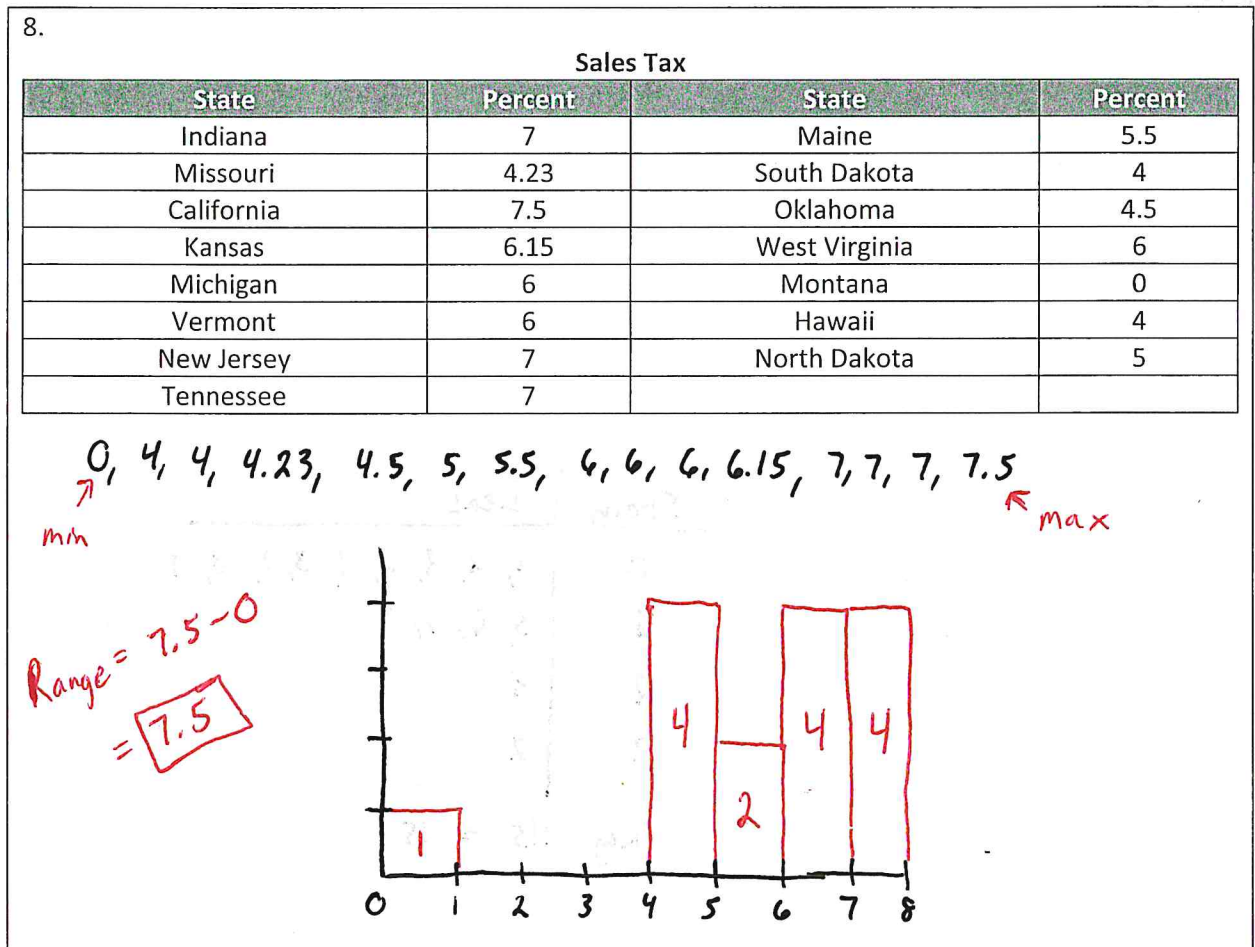 8.
Sales Tax
State Percent State Percent
Indiana 7 Maine 5.5
Missouri 4.23 South Dakota 4
California 7.5 Oklahoma 4.5
Kansas 6.15 West Virginia 6
Michigan 6 Montana 0
Vermont 6 Hawaii 4
New Jersey 7 North Dakota 5
Tennessee 7
0, 4, 4, 4.23, 4.5, 5, 5.5, 6, 6, 6, 6.15, 7, 7, 7, 7.5
min
max
Range = 7.5-0
= 7.5
1 4 2 4 4
0 1 2 3 4 5 6 7 8